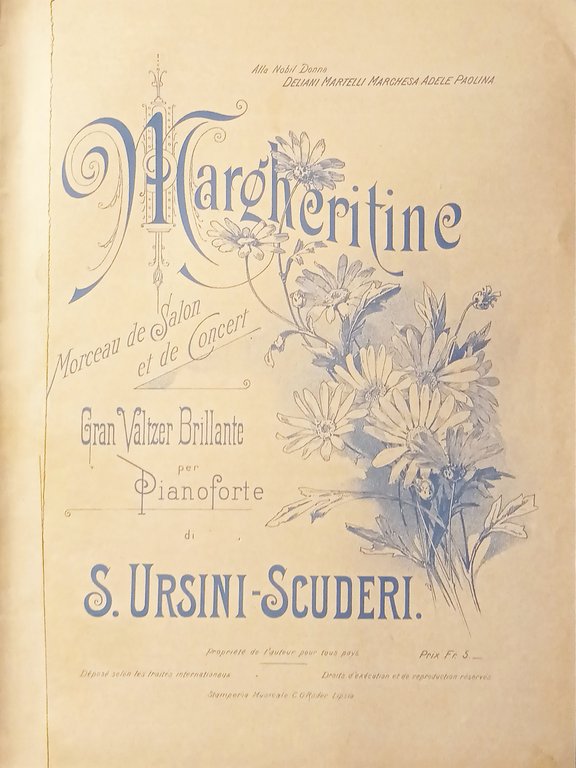 Alla Nobil Donna
DELIANI MARTELLI MARCHESA ADELE PAOLINA
Margheritine
Morceau de Salon
et de Concert
Gran Valtzer Brillante
per
Pianoforte
di
S. URSINI-SCUDERI.
Propriété de l'auteur pour tous pays.
Prix Fr. 5._
Déposé selon les traités internationaux
Droits d'exécution et de reproduction réservés
Stamperia Musicale C. G. Röder Lipsia